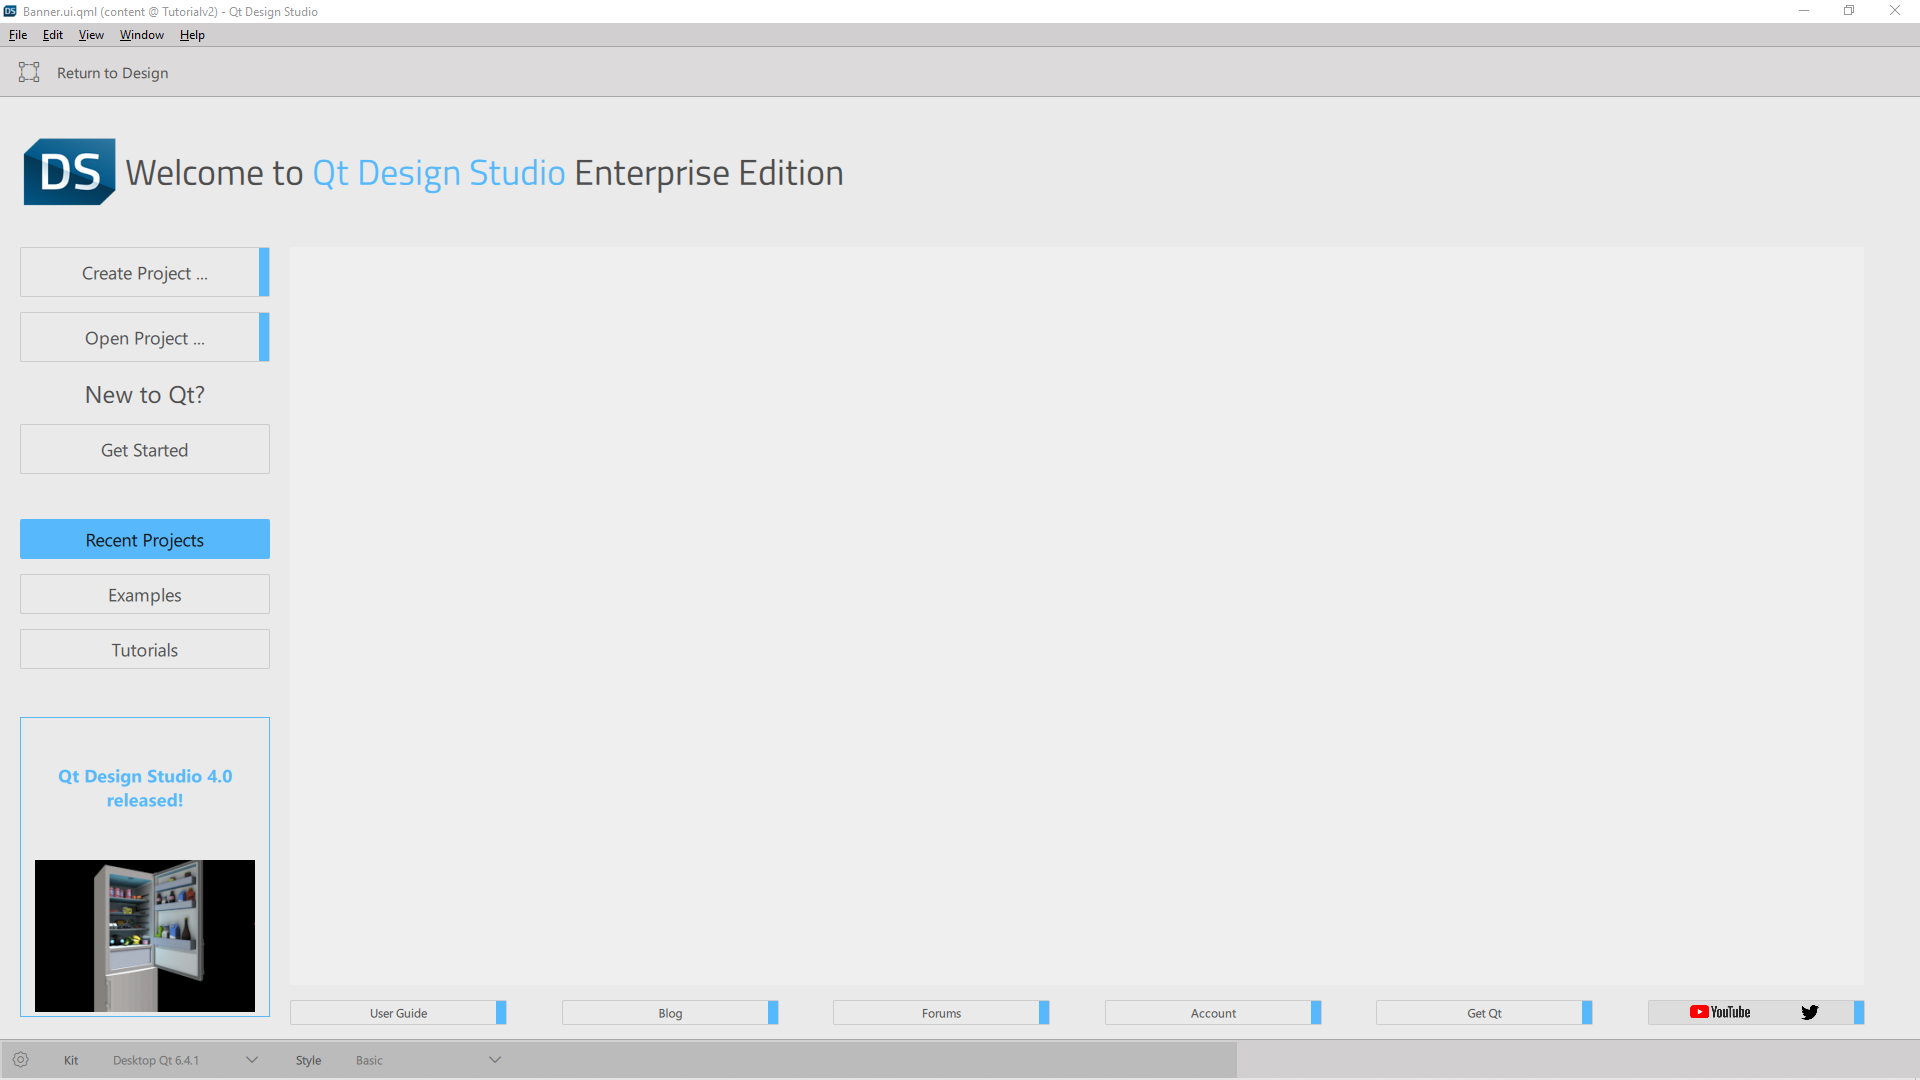 Banner.ui.qml (content @ Tutorialv2) - Qt Design Studio
File Edit View Window Help
Return to Design
DS Welcome to Qt Design Studio Enterprise Edition
Create Project ...
Open Project ...
New to Qt?
Get Started
Recent Projects
Examples
Tutorials
Qt Design Studio 4.0
released!
User Guide Blog Forums Account Get Qt YouTube
Kit Desktop Qt 6.4.1 Style Basic